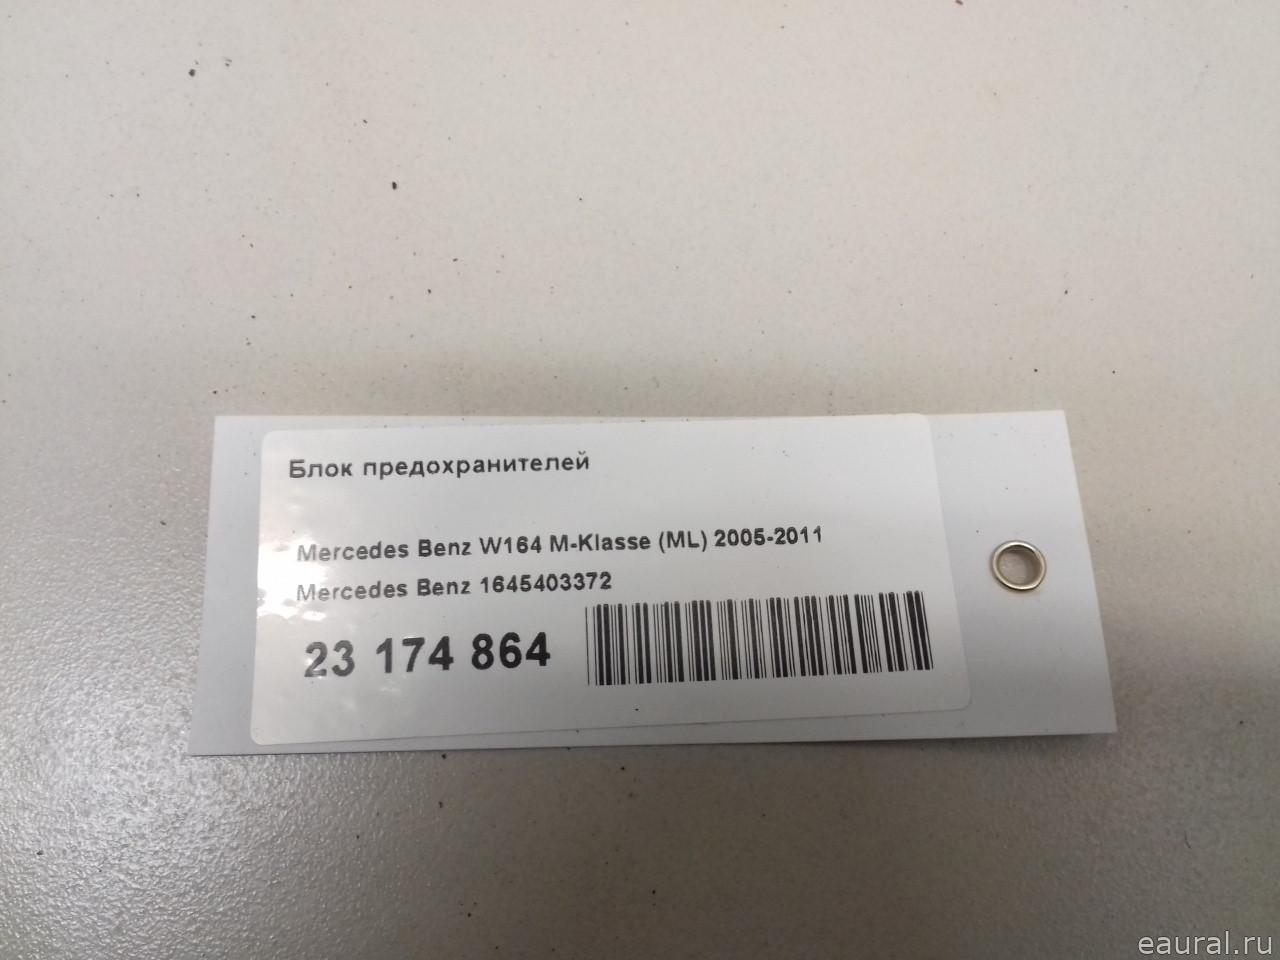 Блок предохранителей
Mercedes Benz W164 M-Klasse (ML) 2005-2011
Mercedes Benz 1645403372
23 174 864
eaural.ru